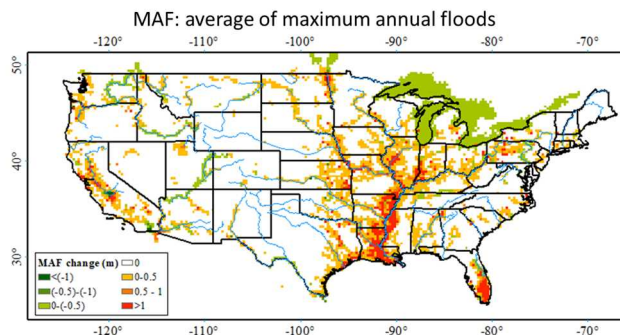 MAF: average of maximum annual floods
-120° -110° -100° -90° -80° -70°
50°
40°
30°
MAF change (m)
<(-1)
(-0.5)-(-1)
0-(-0.5)
0
0-0.5
0.5 - 1
>1
-120° -110° -100° -90° -80° -70°